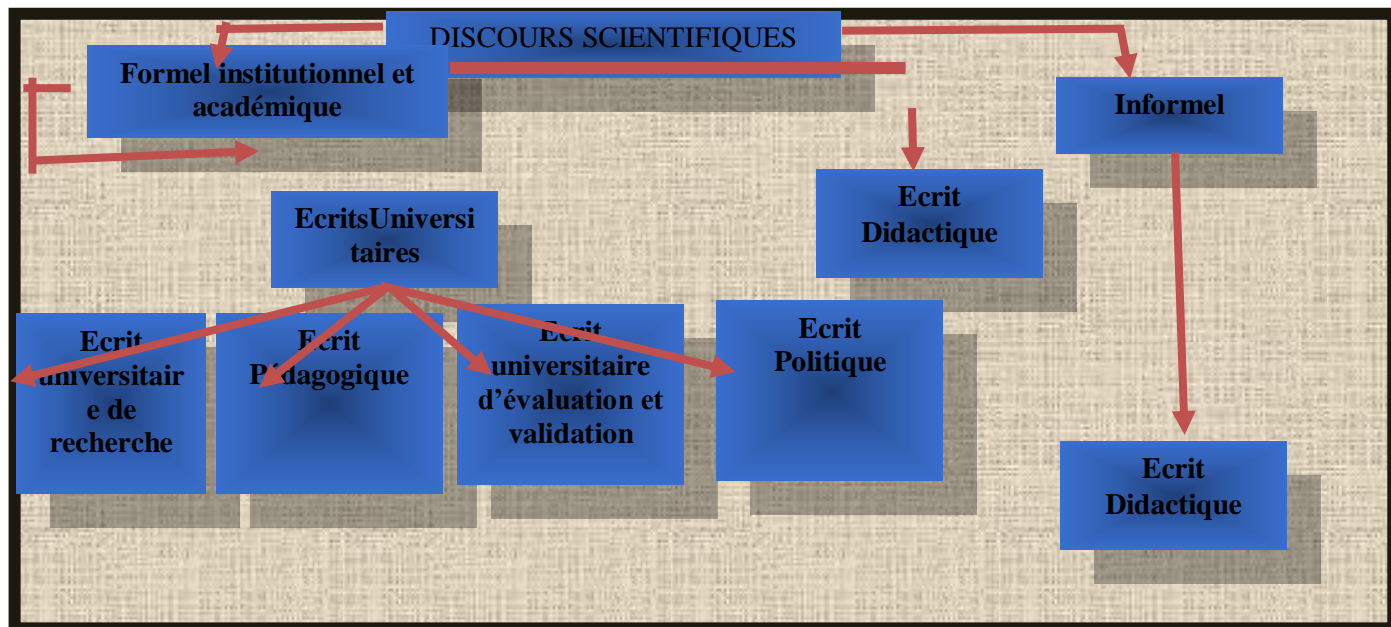 DISCOURS SCIENTIFIQUES
Formel institutionnel et
académique
Informel
Ecrit
Didactique
EcritsUniversi
taires
Ecrit
universitair
e de
recherche
Ecrit
Pédagogique
Ecrit
universitaire
d’évaluation et
validation
Ecrit
Politique
Ecrit
Didactique